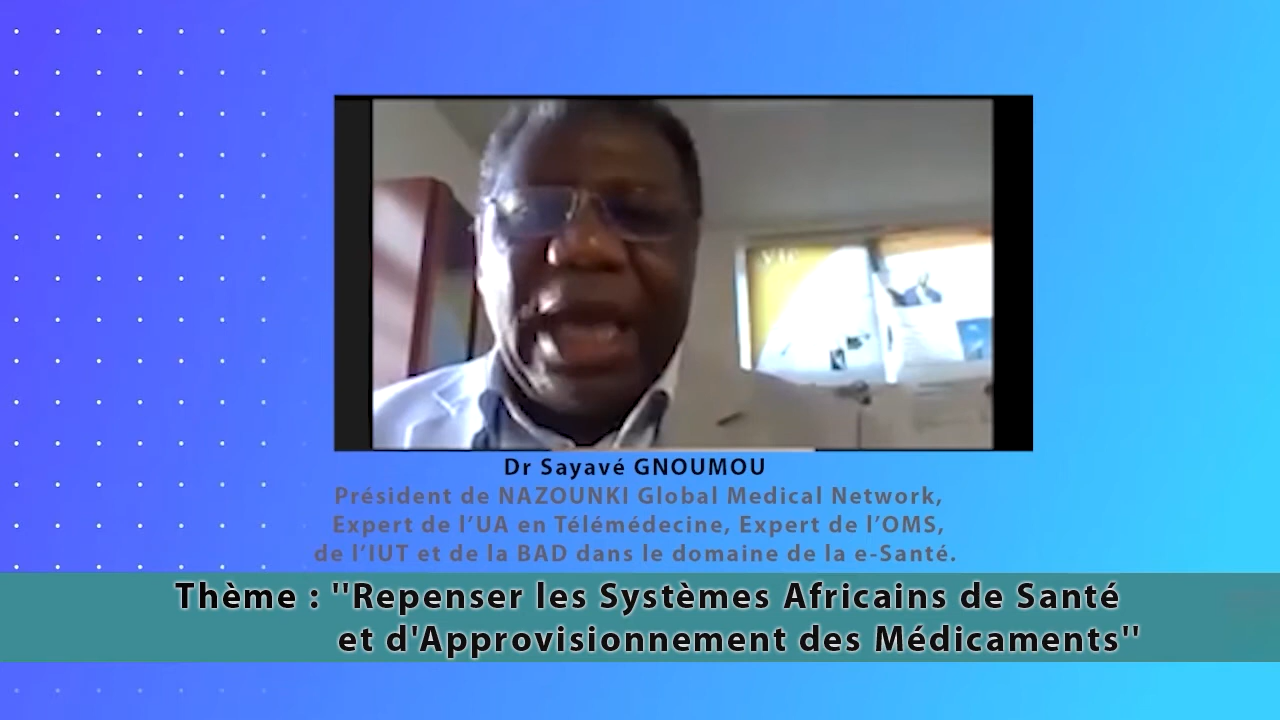 vie
Dr Sayavé GNOUMOU
Président de NAZOUNKI Global Medical Network,
Expert de l’UA en Télémédecine, Expert de l’OMS,
de l’IUT et de la BAD dans le domaine de la e-Santé.
Thème : ''Repenser les Systèmes Africains de Santé
et d'Approvisionnement des Médicaments''